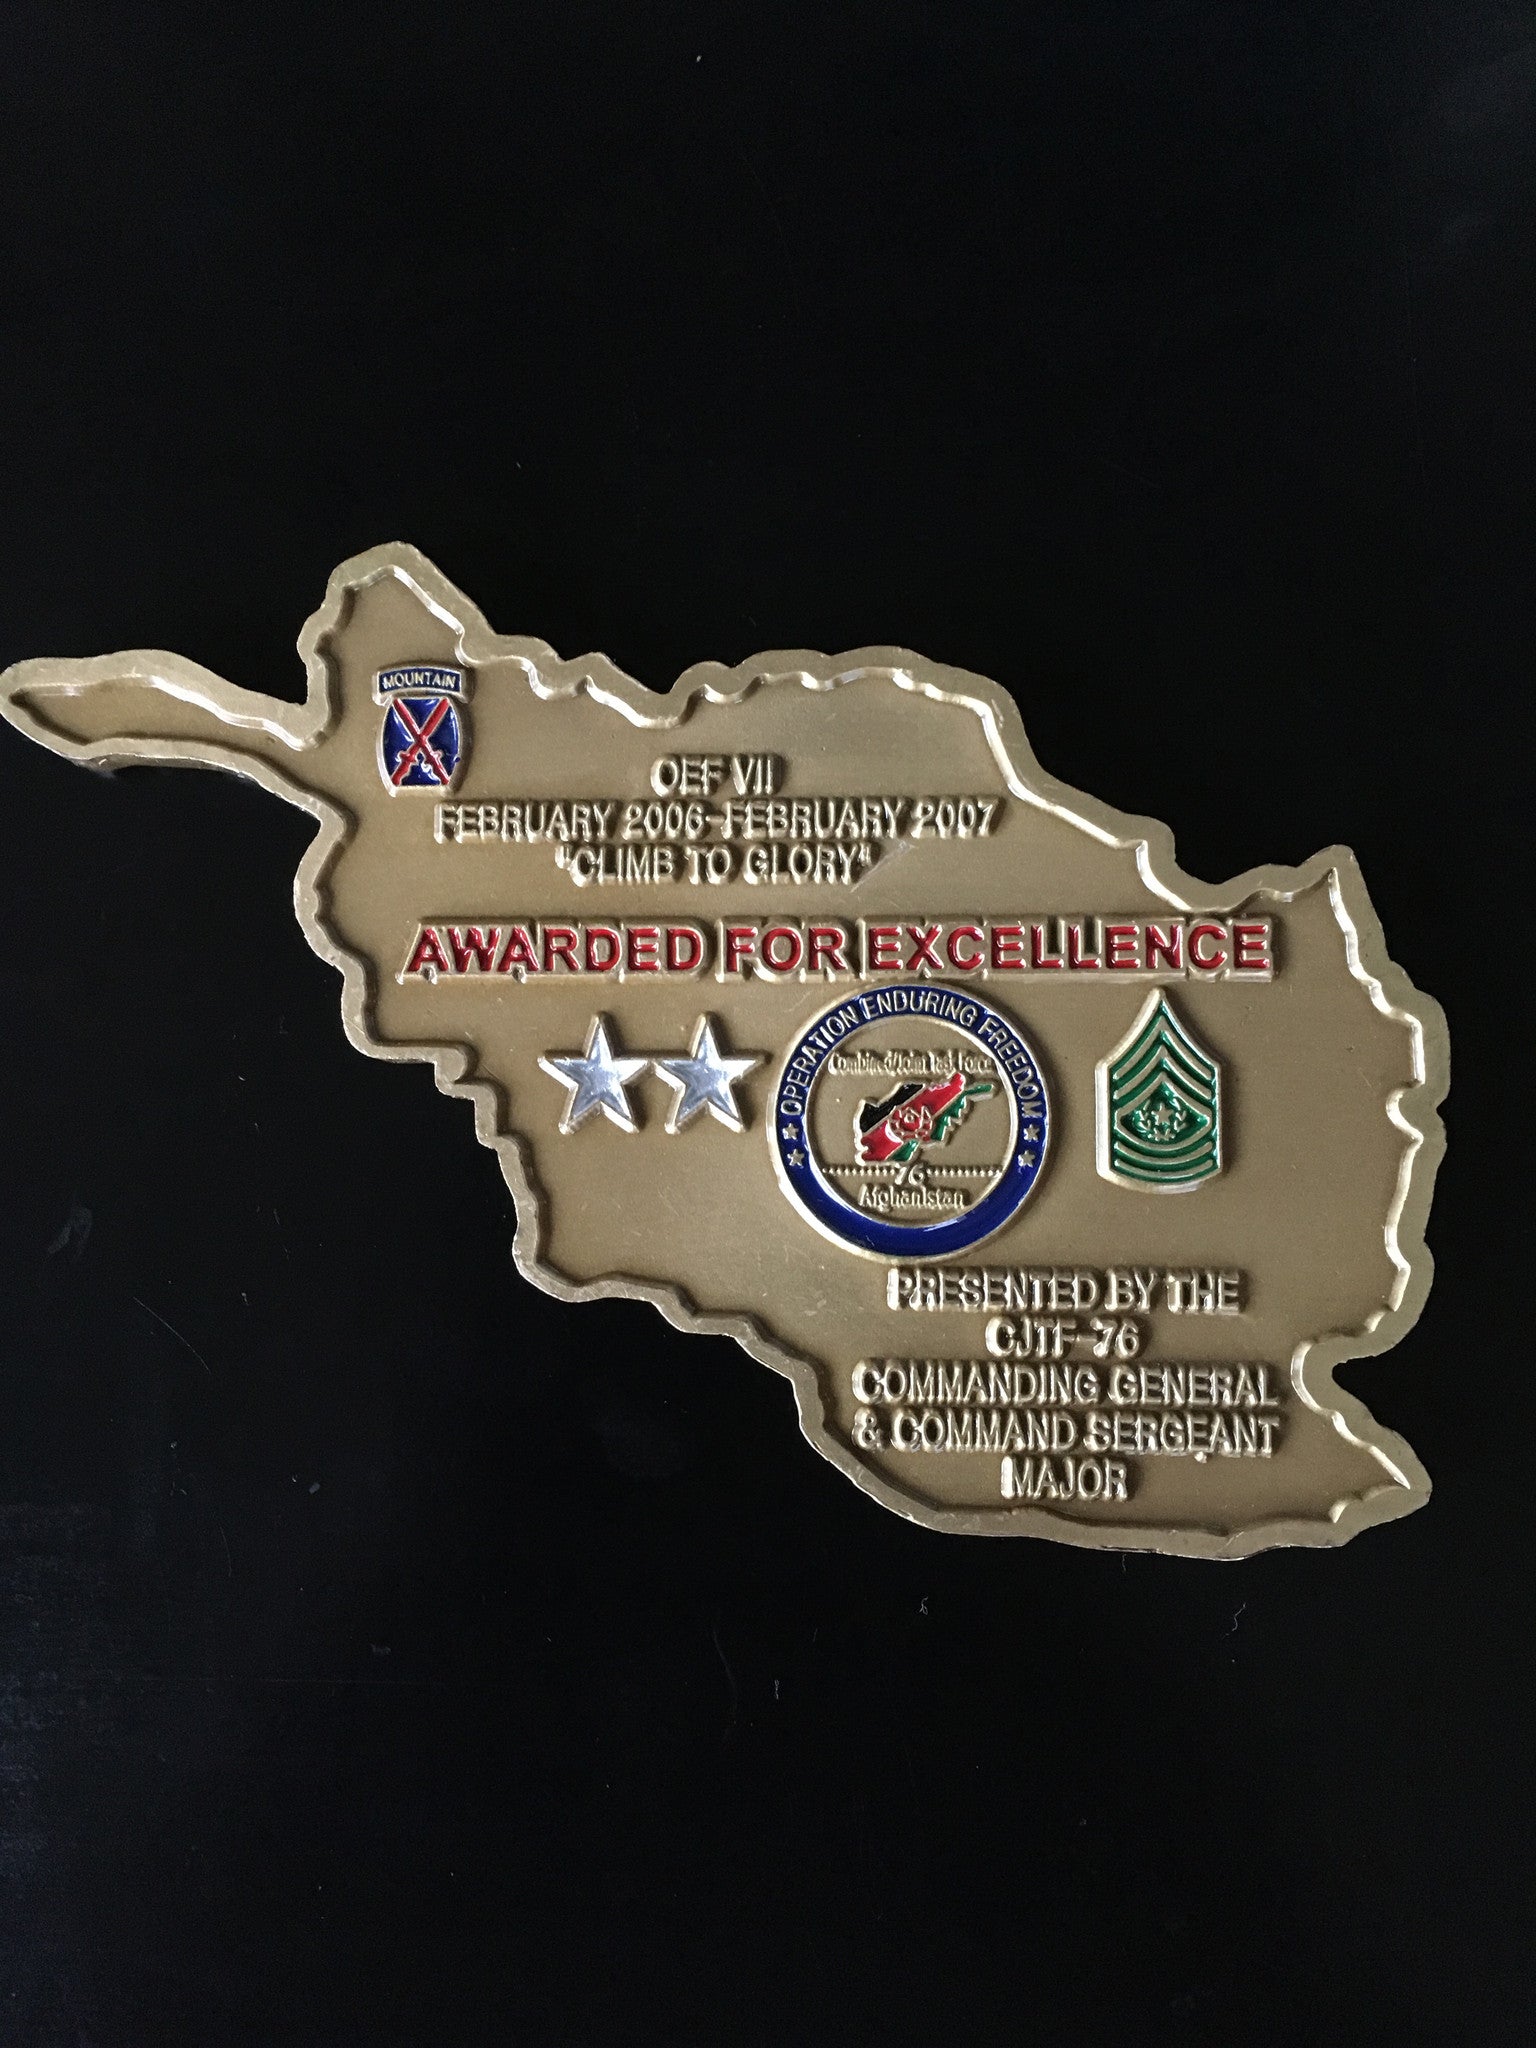 MOUNTAIN
OEF VII
FEBRUARY 2006-FEBRUARY 2007
"CLIMB TO GLORY"
AWARDED FOR EXCELLENCE
OPERATION ENDURING FREEDOM
Combined/Joint Task Force
76
Afghanistan
PRESENTED BY THE
CJTF-76
COMMANDING GENERAL
& COMMAND SERGEANT
MAJOR